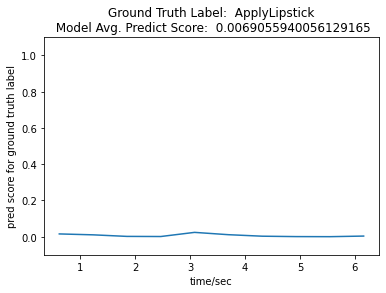 Ground Truth Label:  ApplyLipstick
Model Avg. Predict Score:  0.0069055940056129165
1.0
0.8
0.6
0.4
0.2
0.0
pred score for ground truth label
1 2 3 4 5 6
time/sec